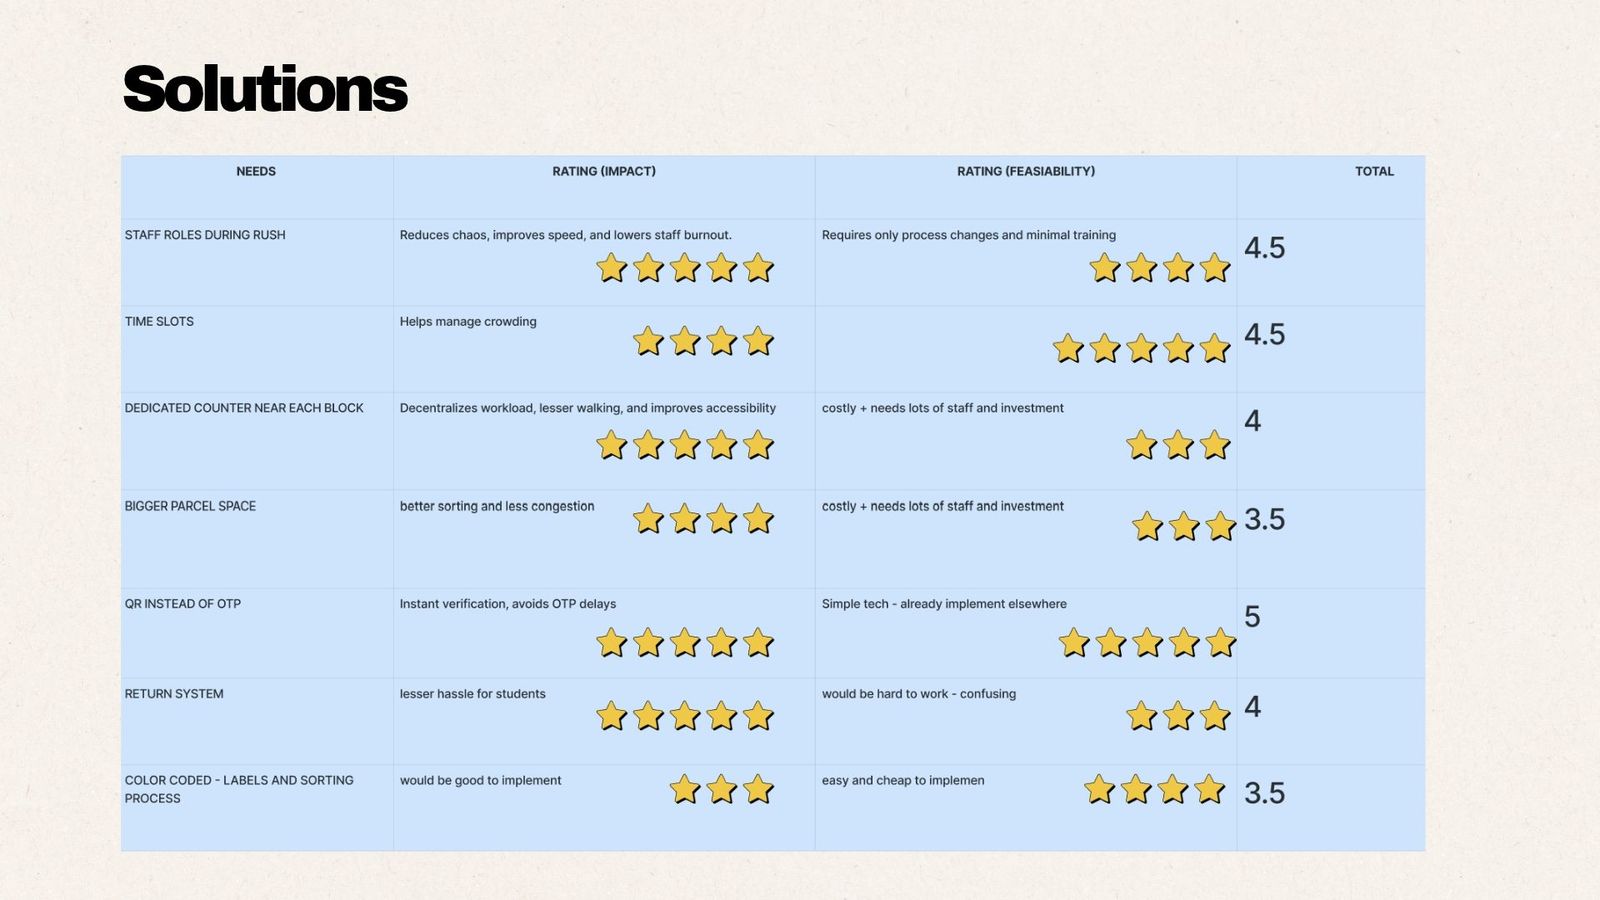 Solutions
NEEDS
RATING (IMPACT)
RATING (FEASIABILITY)
TOTAL
STAFF ROLES DURING RUSH
Reduces chaos, improves speed, and lowers staff burnout.
Requires only process changes and minimal training
4.5
TIME SLOTS
Helps manage crowding
4.5
DEDICATED COUNTER NEAR EACH BLOCK
Decentralizes workload, lesser walking, and improves accessibility
costly + needs lots of staff and investment
4
BIGGER PARCEL SPACE
better sorting and less congestion
costly + needs lots of staff and investment
3.5
QR INSTEAD OF OTP
Instant verification, avoids OTP delays
Simple tech - already implement elsewhere
5
RETURN SYSTEM
lesser hassle for students
would be hard to work - confusing
4
COLOR CODED - LABELS AND SORTING
PROCESS
would be good to implement
easy and cheap to implemen
3.5